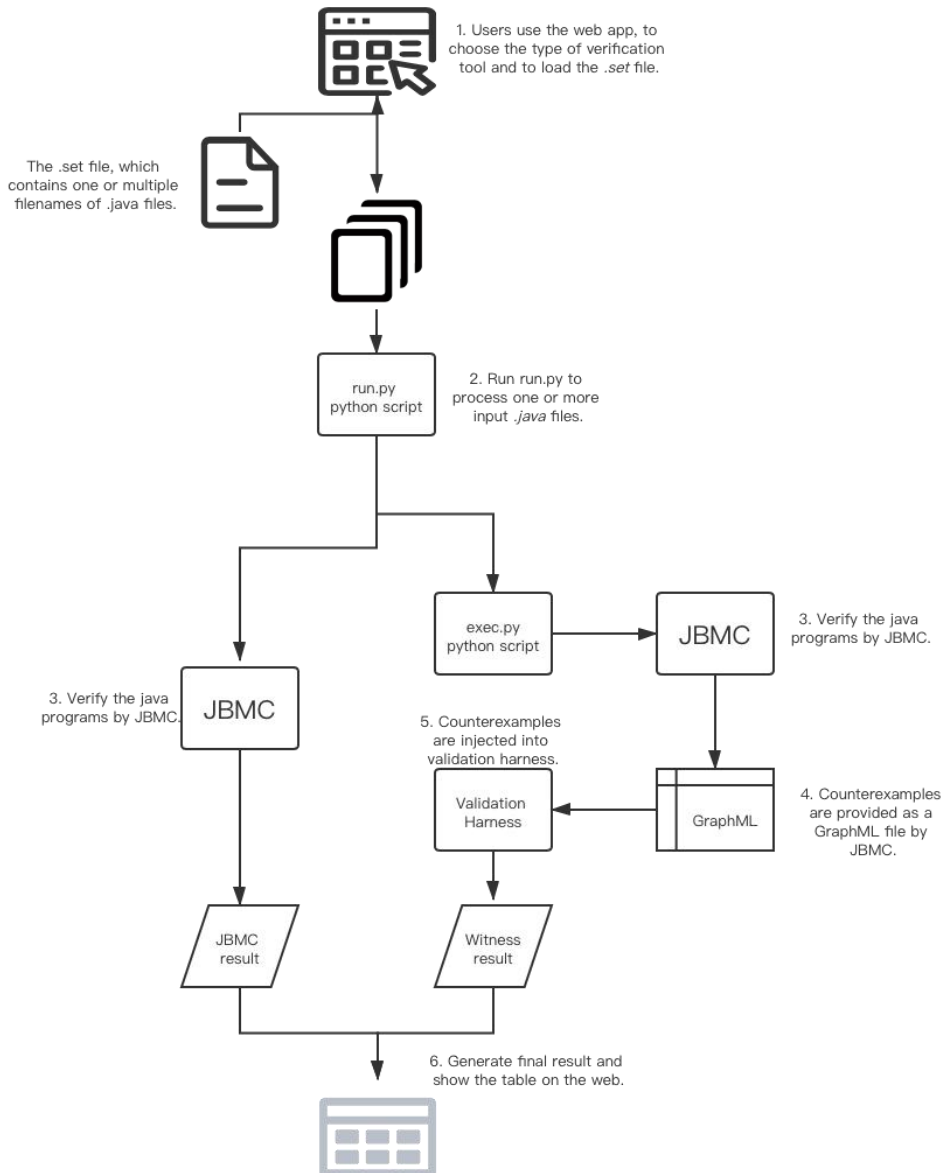 1. Users use the web app, to
choose the type of verification
tool and to load the .set file.
The .set file, which
contains one or multiple
filenames of .java files.
run.py
python script
2. Run run.py to
process one or more
input .java files.
exec.py
python script
JBMC
3. Verify the java
programs by JBMC.
3. Verify the java
programs by JBMC.
JBMC
5. Counterexamples
are injected into
validation harness.
Validation
Harness
GraphML
4. Counterexamples
are provided as a
GraphML file by
JBMC.
JBMC
result
Witness
result
6. Generate final result and
show the table on the web.